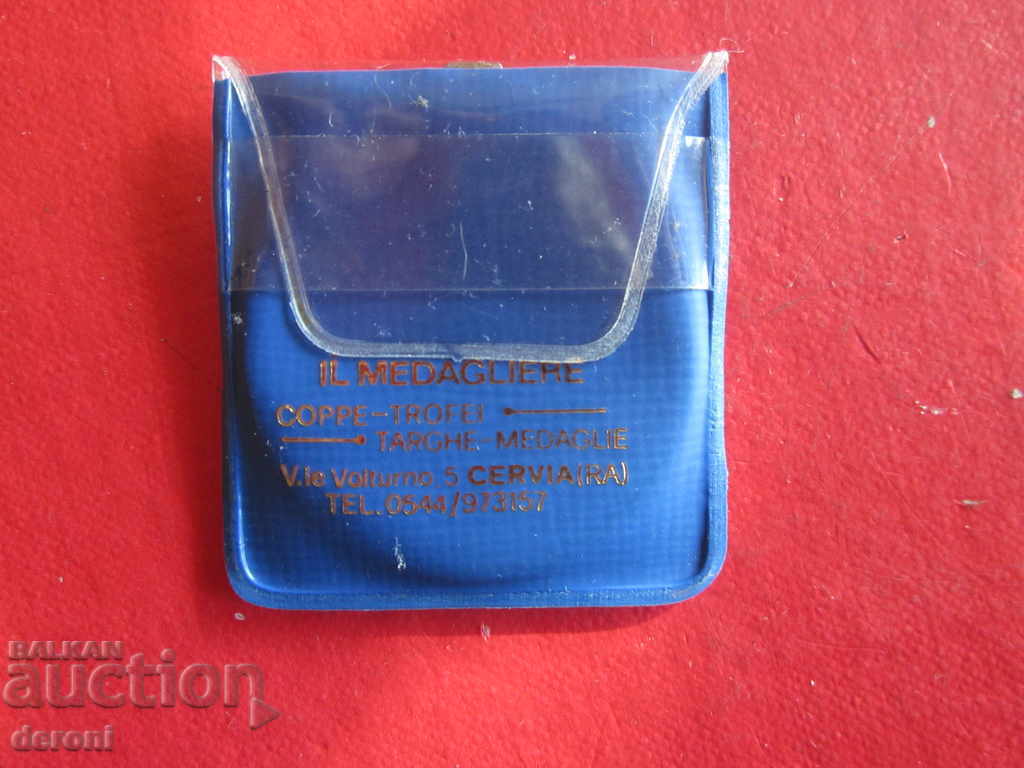 IL MEDAGLIERE
COPPE-TROFEI
TARGHE-MEDAGLIE
V.le Volturno, 5 CERVIA (RA)
TEL. 0544/973157
BALKAN
auction
deroni